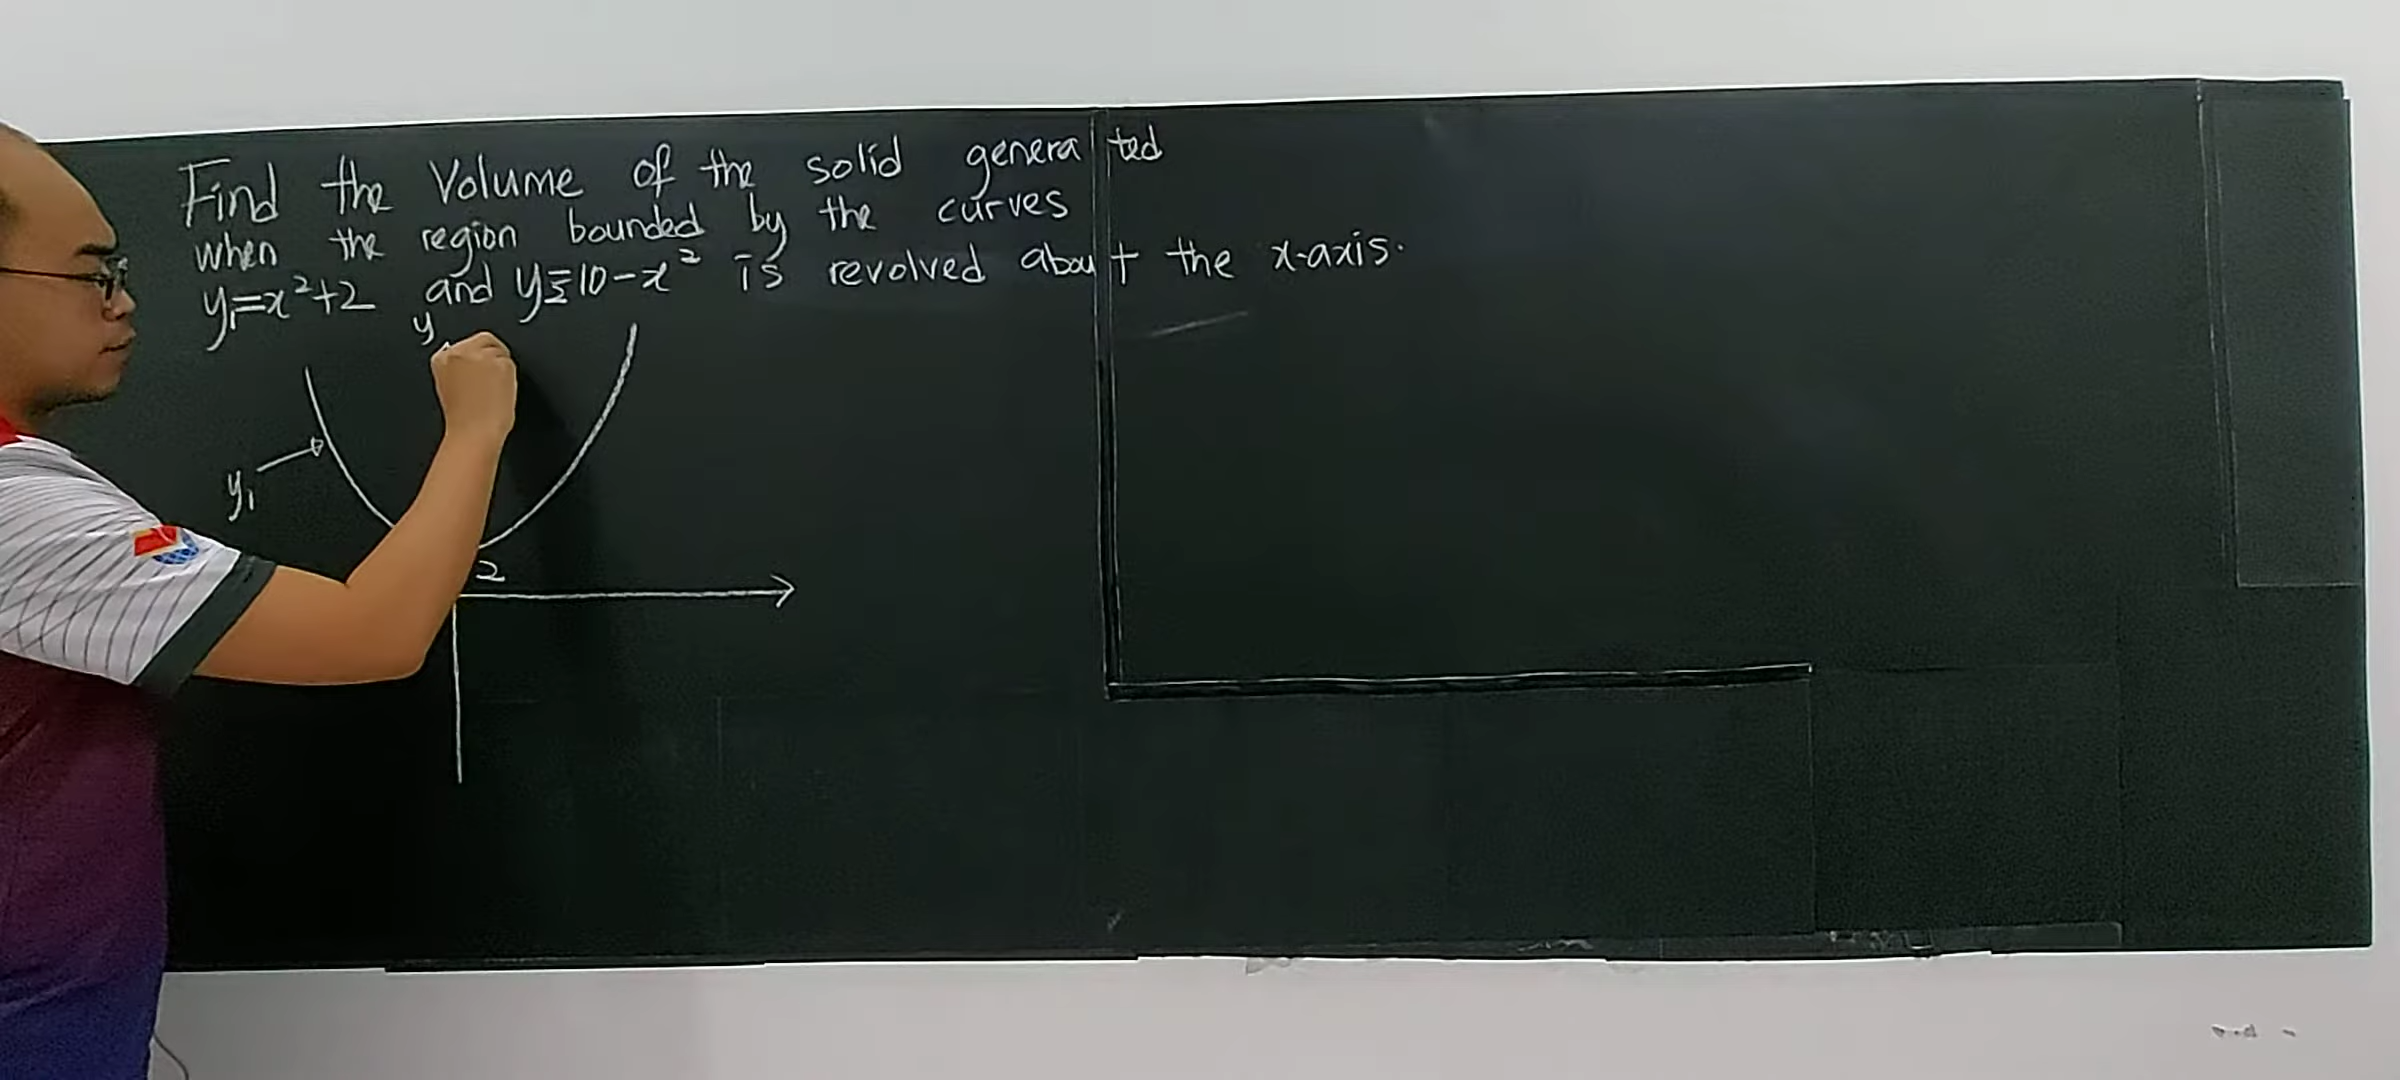 Find the Volume of the solid generated
when the region bounded by the curves
y₁=x²+2 and y₂=10-x² is revolved about the x-axis.
y
y₁
2